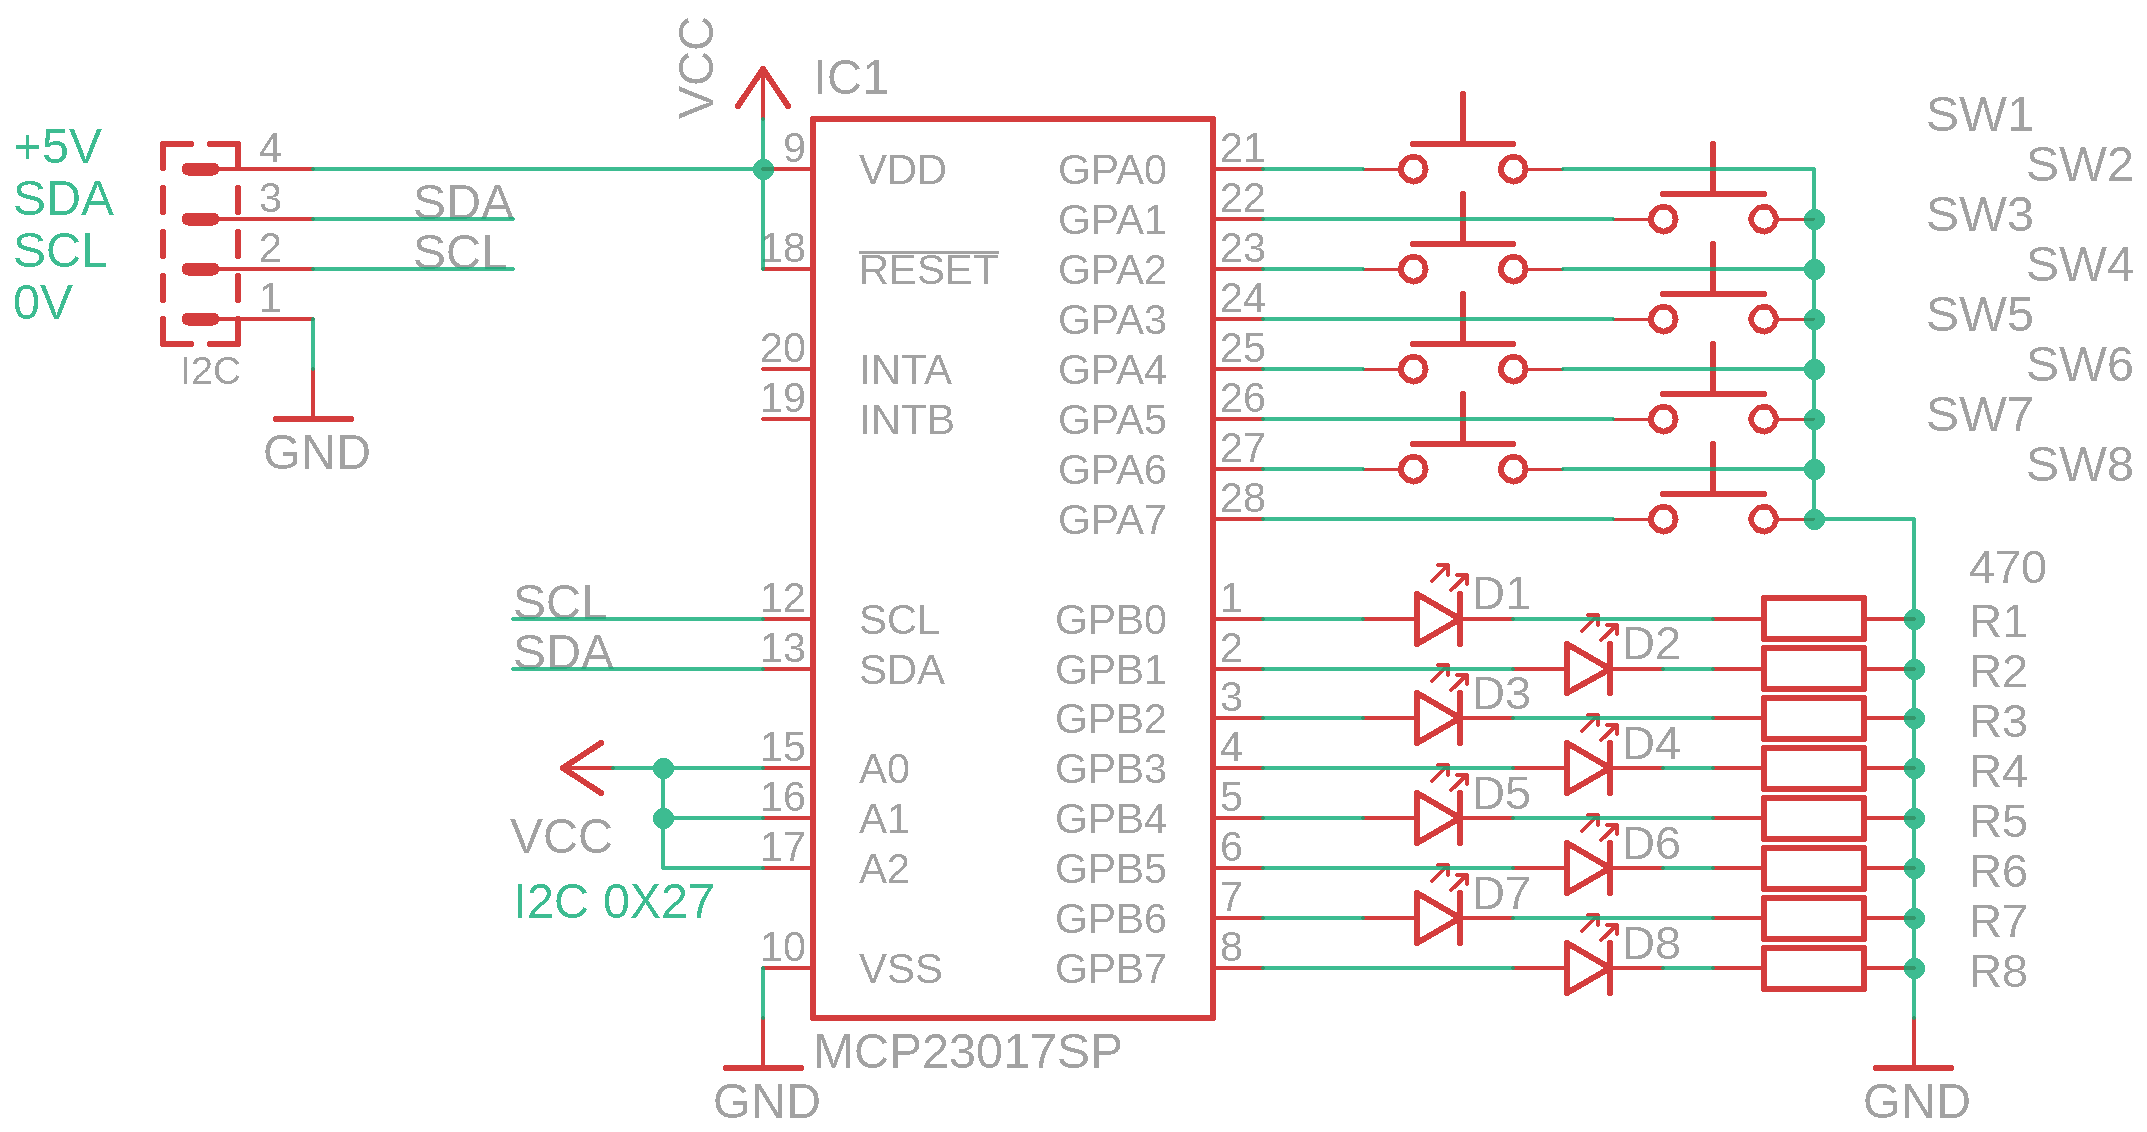 VCC
IC1
+5V
SDA
SCL
0V
4
3
2
1
I2C
SDA
SCL
GND
9
18
20
19
12
13
15
16
17
10
VDD
RESET
INTA
INTB
SCL
SDA
A0
A1
A2
VSS
GPA0
GPA1
GPA2
GPA3
GPA4
GPA5
GPA6
GPA7
GPB0
GPB1
GPB2
GPB3
GPB4
GPB5
GPB6
GPB7
21
22
23
24
25
26
27
28
1
2
3
4
5
6
7
8
SW1
SW2
SW3
SW4
SW5
SW6
SW7
SW8
SCL
SDA
VCC
I2C 0X27
D1
D2
D3
D4
D5
D6
D7
D8
470
R1
R2
R3
R4
R5
R6
R7
R8
MCP23017SP
GND
GND